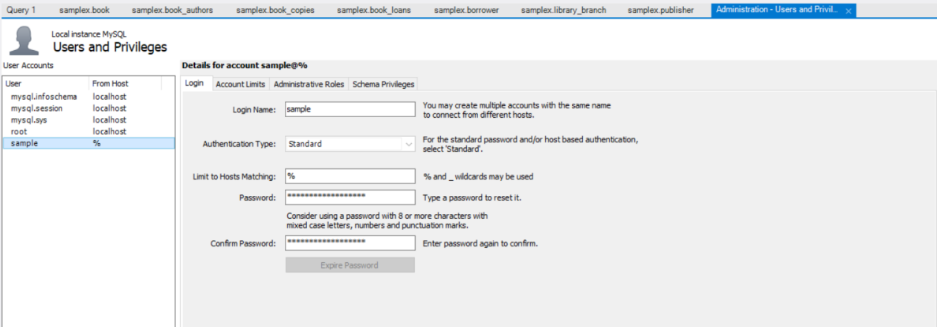 Query 1 samplex.book samplex.book_authors samplex.book_copies samplex.book_loans samplex.borrower samplex.library_branch samplex.publisher Administration - Users and Privil... ×
Local instance MySQL
Users and Privileges
User Accounts
User From Host
mysql.infoschema localhost
mysql.session localhost
mysql.sys localhost
root localhost
sample %
Details for account sample@%
Login Account Limits Administrative Roles Schema Privileges
Login Name: sample You may create multiple accounts with the same name
to connect from different hosts.
Authentication Type: Standard For the standard password and/or host based authentication,
select 'Standard'.
Limit to Hosts Matching: % % and _ wildcards may be used
Password: ****************** Type a password to reset it.
Consider using a password with 8 or more characters with
mixed case letters, numbers and punctuation marks.
Confirm Password: ****************** Enter password again to confirm.
Expire Password